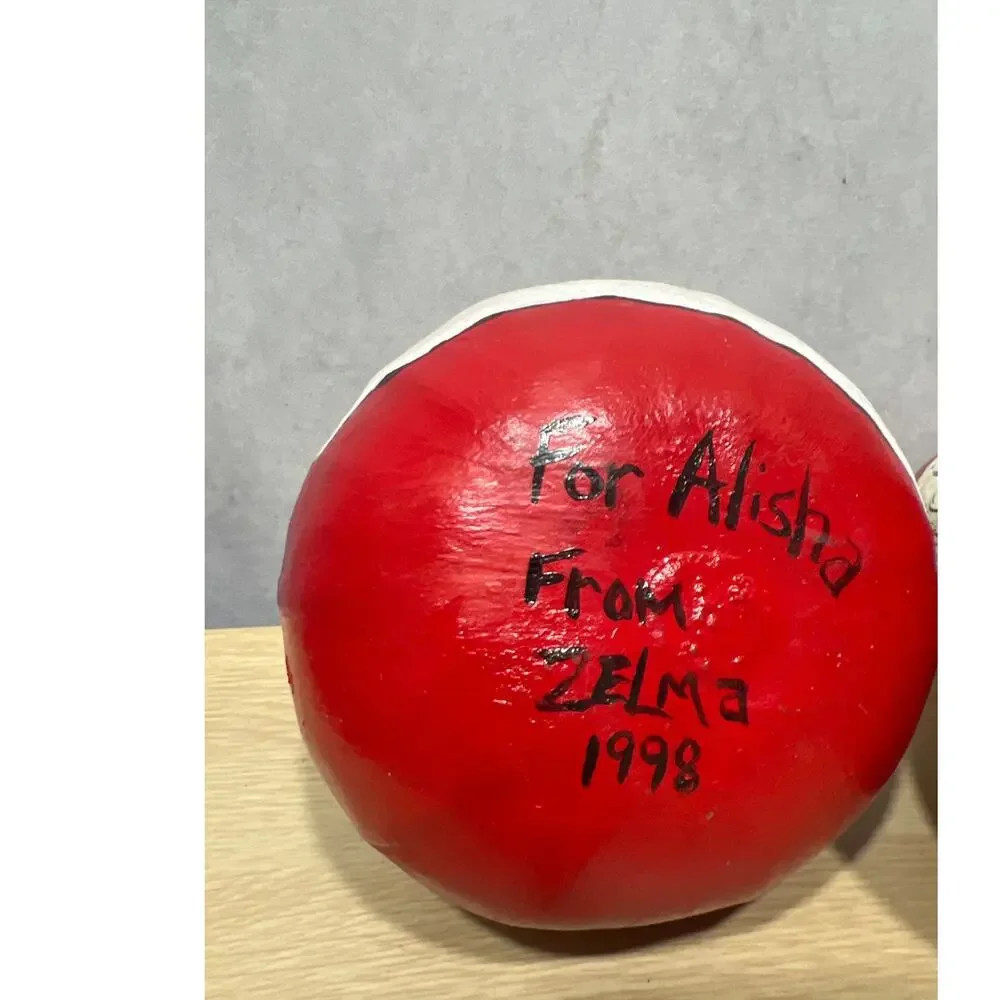 For Alisha
From
ZELMa
1998